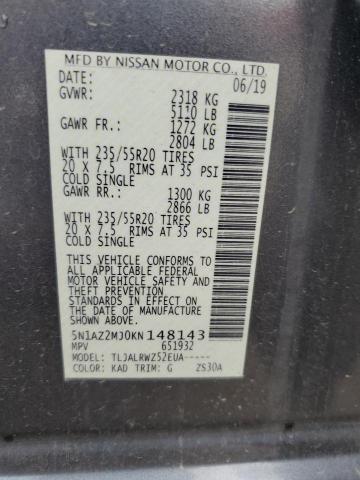 MFD BY NISSAN MOTOR CO., LTD.
DATE: 06/19
GVWR: 2318 KG
5110 LB
GAWR FR.: 1272 KG
2804 LB
WITH 235/55R20 TIRES
20 X 7.5 RIMS AT 35 PSI
COLD SINGLE
GAWR RR.: 1300 KG
2866 LB
WITH 235/55R20 TIRES
20 X 7.5 RIMS AT 35 PSI
COLD SINGLE
THIS VEHICLE CONFORMS TO
ALL APPLICABLE FEDERAL
MOTOR VEHICLE SAFETY AND
THEFT PREVENTION
STANDARDS IN EFFECT ON
THE DATE OF MANUFACTURE
SHOWN ABOVE.
5N1AZ2MJ0KN148143
MPV 651932
TYPE: TLJALRWZ52EUA-----
COLOR: KAD TRIM: G ZS30A